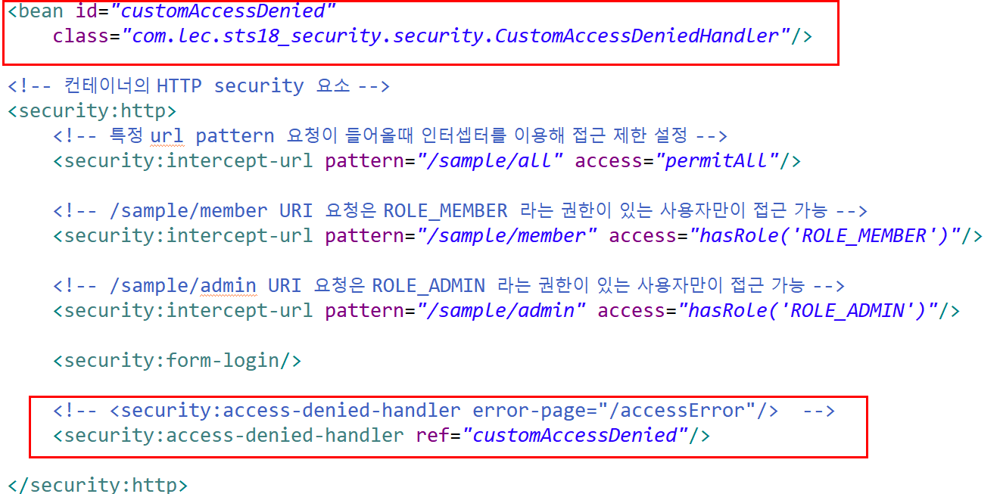 <bean id="customAccessDenied"
class="com.lec.sts18_security.security.CustomAccessDeniedHandler"/>
<!-- 컨테이너의 HTTP security 요소 -->
<security:http>
<!-- 특정 url pattern 요청이 들어올때 인터셉터를 이용해 접근 제한 설정 -->
<security:intercept-url pattern="/sample/all" access="permitAll"/>
<!-- /sample/member URI 요청은 ROLE_MEMBER 라는 권한이 있는 사용자만이 접근 가능 -->
<security:intercept-url pattern="/sample/member" access="hasRole('ROLE_MEMBER')"/>
<!-- /sample/admin URI 요청은 ROLE_ADMIN 라는 권한이 있는 사용자만이 접근 가능 -->
<security:intercept-url pattern="/sample/admin" access="hasRole('ROLE_ADMIN')"/>
<security:form-login/>
<!-- <security:access-denied-handler error-page="/accessError"/>  -->
<security:access-denied-handler ref="customAccessDenied"/>
</security:http>